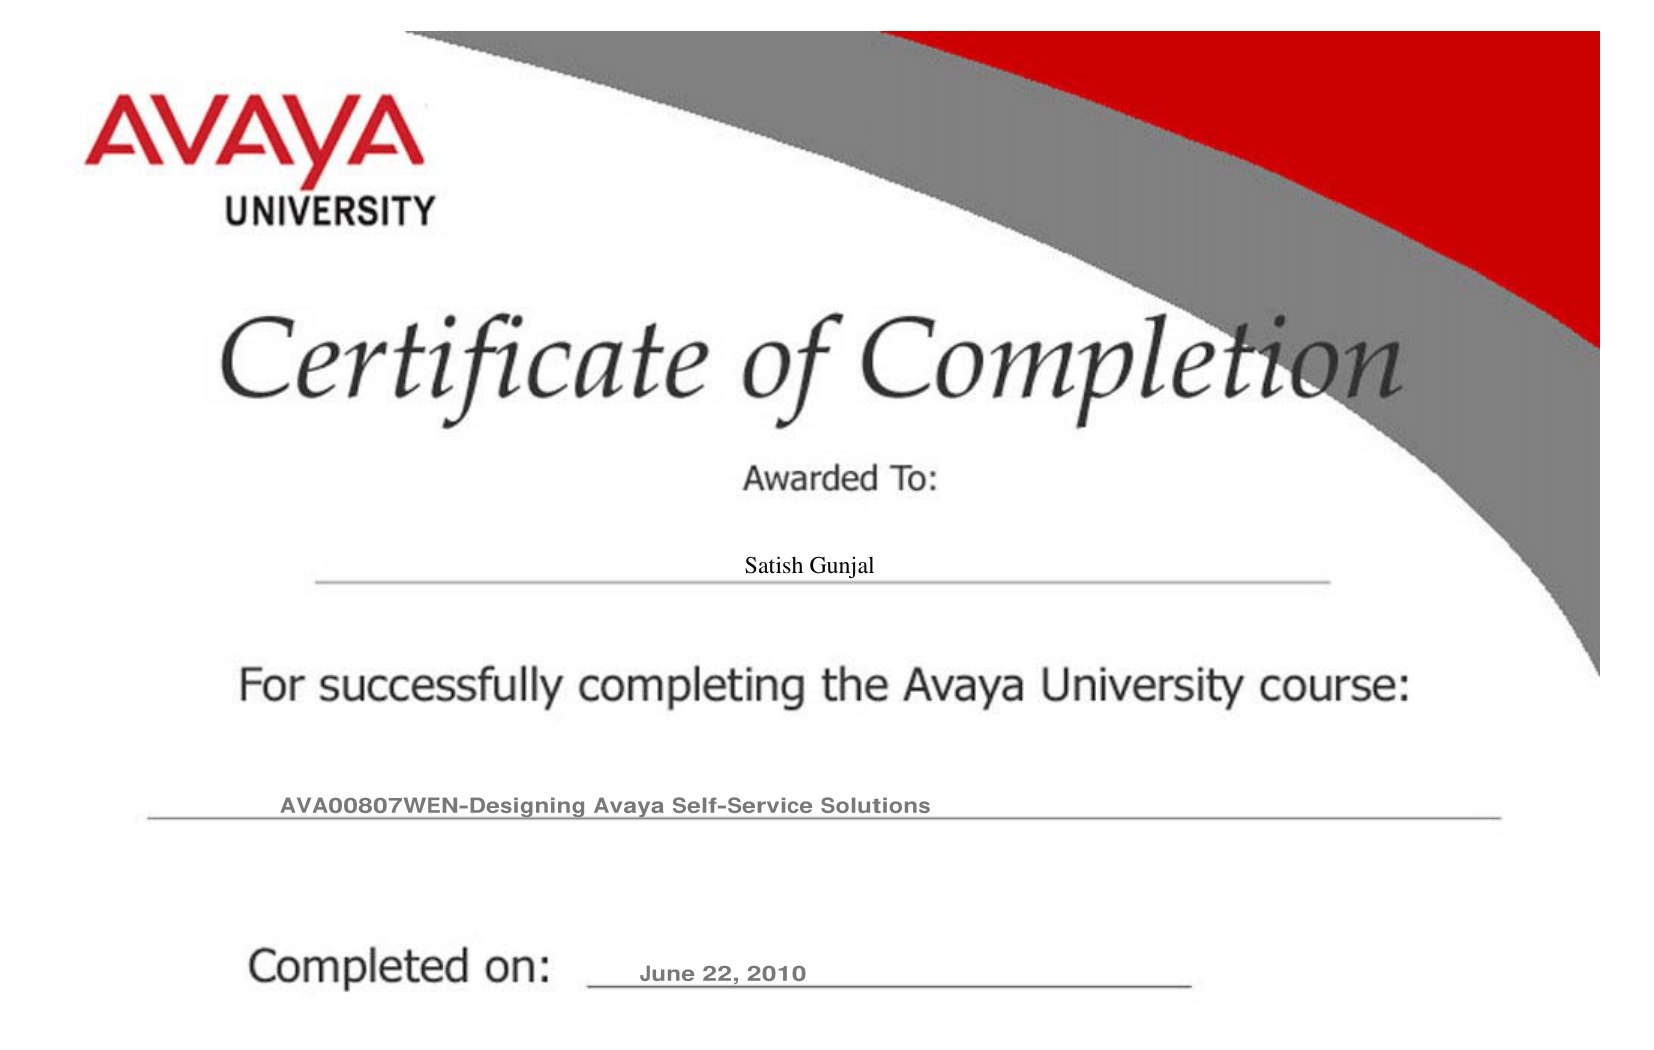 AVAYA
UNIVERSITY
Certificate of Completion
Awarded To:
Satish Gunjal
For successfully completing the Avaya University course:
AVA00807WEN-Designing Avaya Self-Service Solutions
Completed on: June 22, 2010